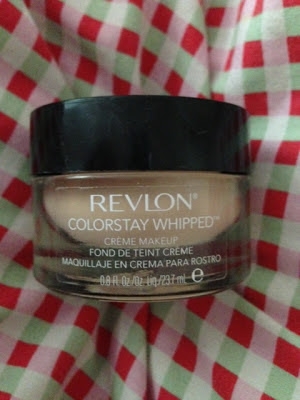 REVLON®
COLORSTAY WHIPPED™
CRÈME MAKEUP
FOND DE TEINT CRÈME
MAQUILLAJE EN CREMA PARA ROSTRO
0.8 fl oz/oz liq/23.7 ml ℮